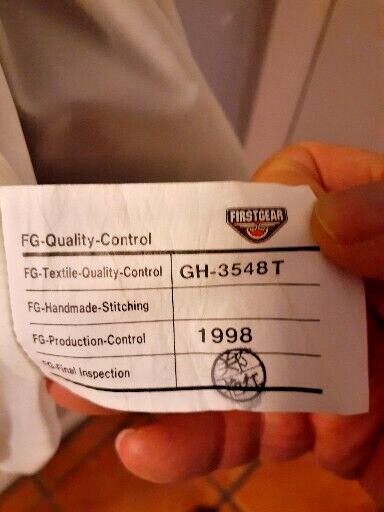 FIRSTGEAR
FG-Quality-Control
FG-Textile-Quality-Control GH-3548T
FG-Handmade-Stitching
FG-Production-Control 1998
FG-Final Inspection